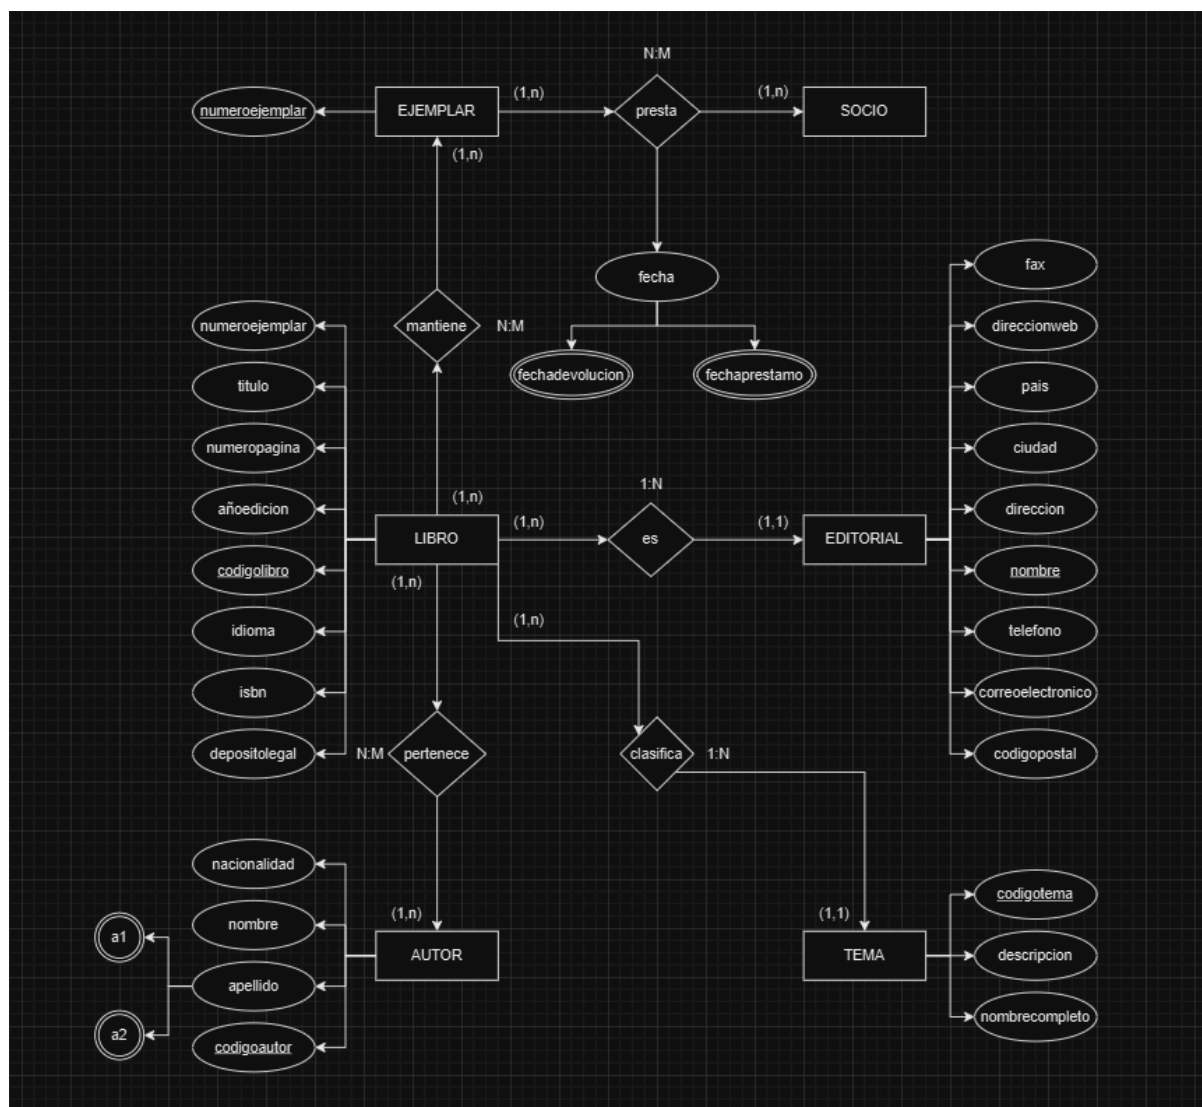 N:M
numeroejemplar
EJEMPLAR
(1,n)
presta
(1,n)
SOCIO
(1,n)
fecha
fax
numeroejemplar
mantiene
N:M
direccionweb
fechadevolucion
fechaprestamo
titulo
pais
numeropagina
ciudad
1:N
(1,n)
añoedicion
(1,n)
(1,1)
direccion
LIBRO
es
EDITORIAL
codigolibro
(1,n)
nombre
(1,n)
idioma
telefono
isbn
correoelectronico
depositolegal
N:M
pertenece
clasifica
1:N
codigopostal
nacionalidad
codigotema
nombre
(1,n)
(1,1)
a1
AUTOR
TEMA
descripcion
apellido
nombrecompleto
a2
codigoautor